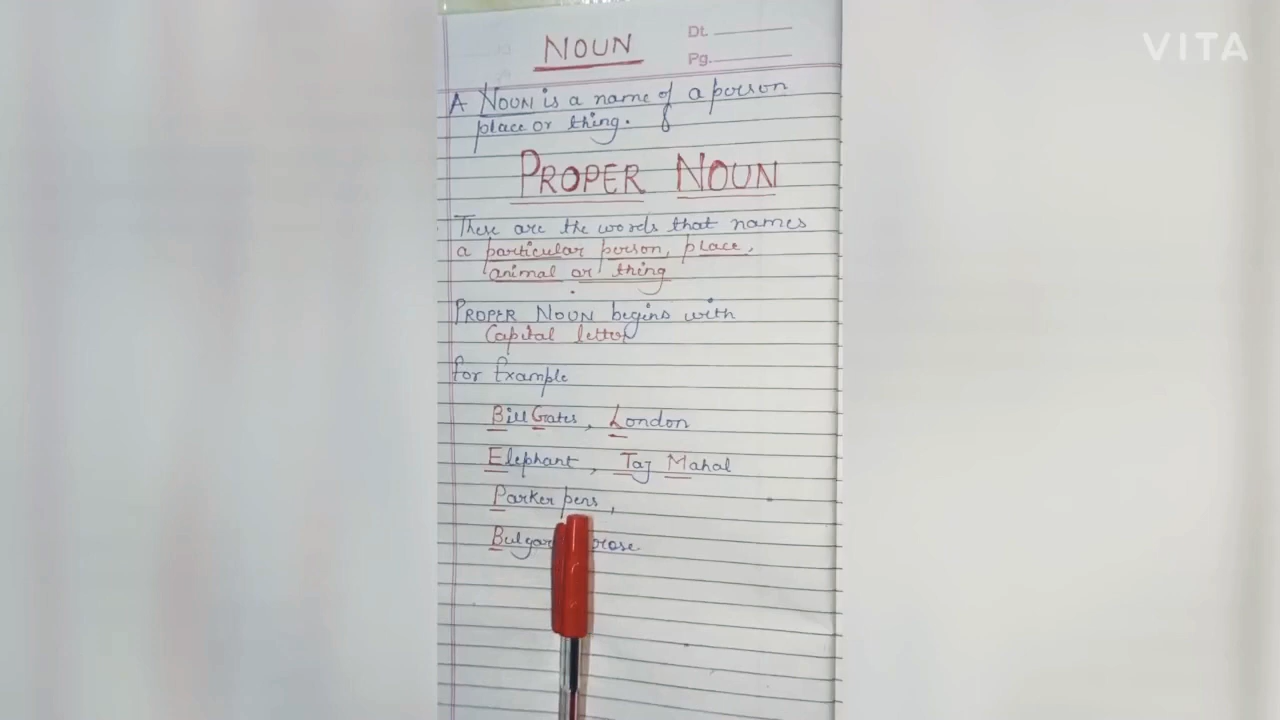 VITA
NOUN
Dt.
Pg.
A NOUN is a name of a person
place or thing.
PROPER NOUN
These are the words that names
a particular person, place,
animal or thing
PROPER NOUN begins with
Capital letter
for Example
Bill Gates, London
Elephant, Taj Mahal
Parker pens,
rose